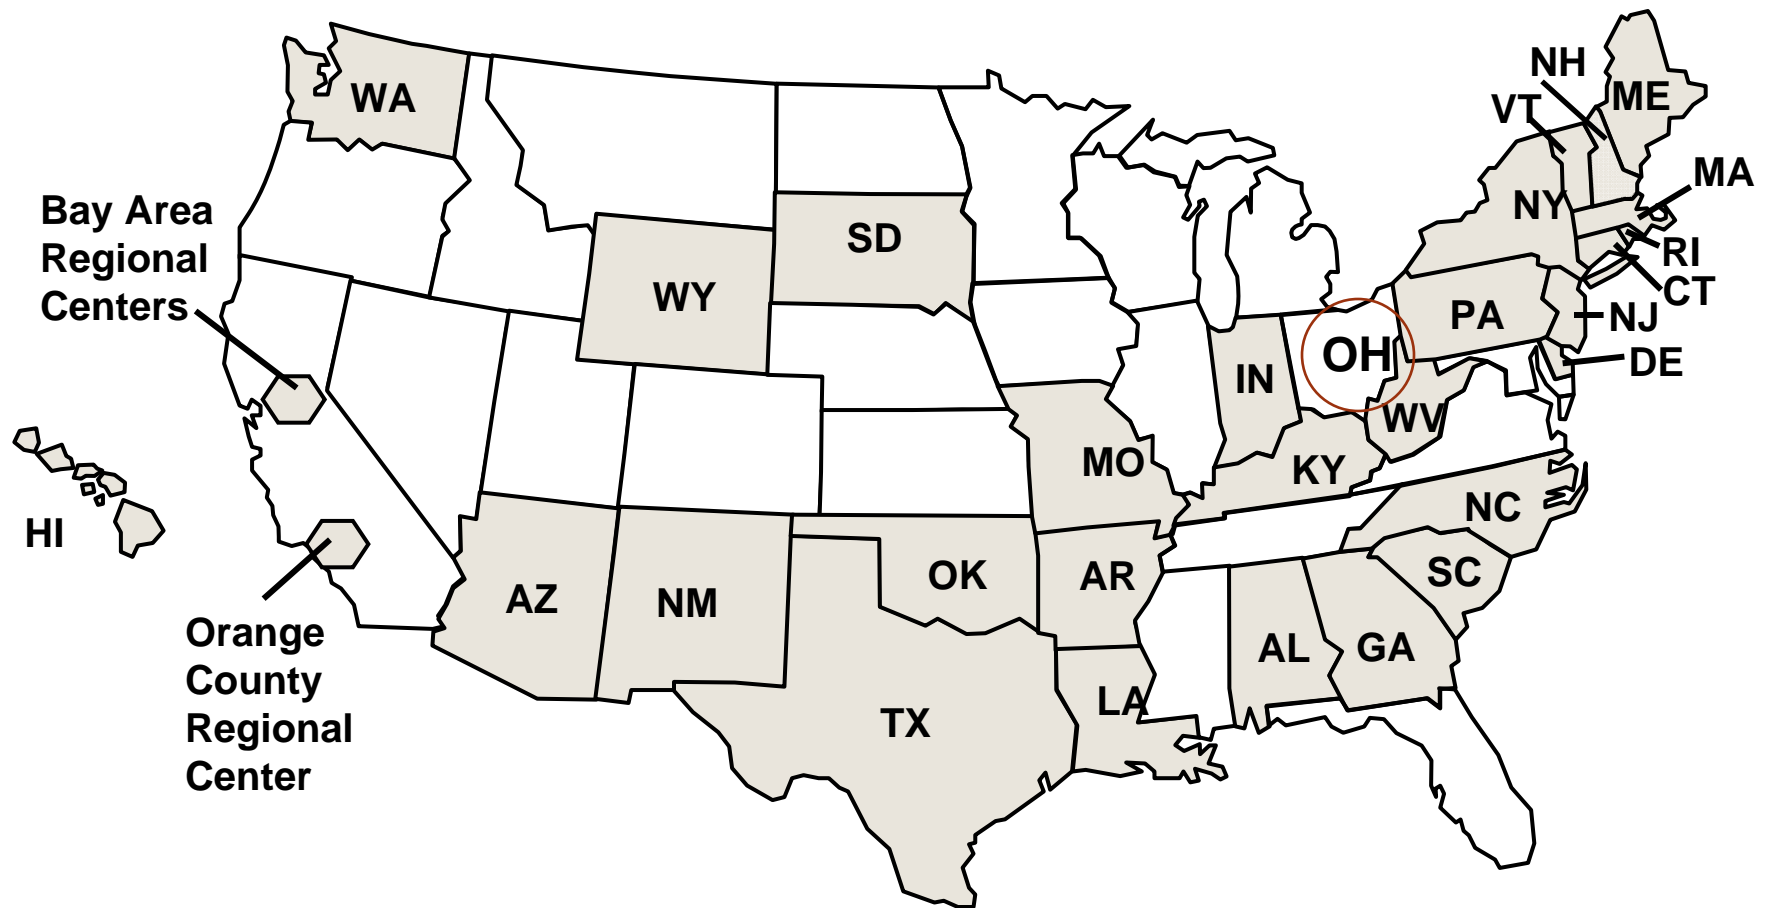 NH
VT
ME
WA
MA
Bay Area
Regional
Centers
NY
SD
RI
WY
CT
PA
NJ
OH
DE
IN
WV
MO
KY
HI
NC
OK
AR
SC
AZ
NM
Orange
County
Regional
Center
AL
GA
LA
TX